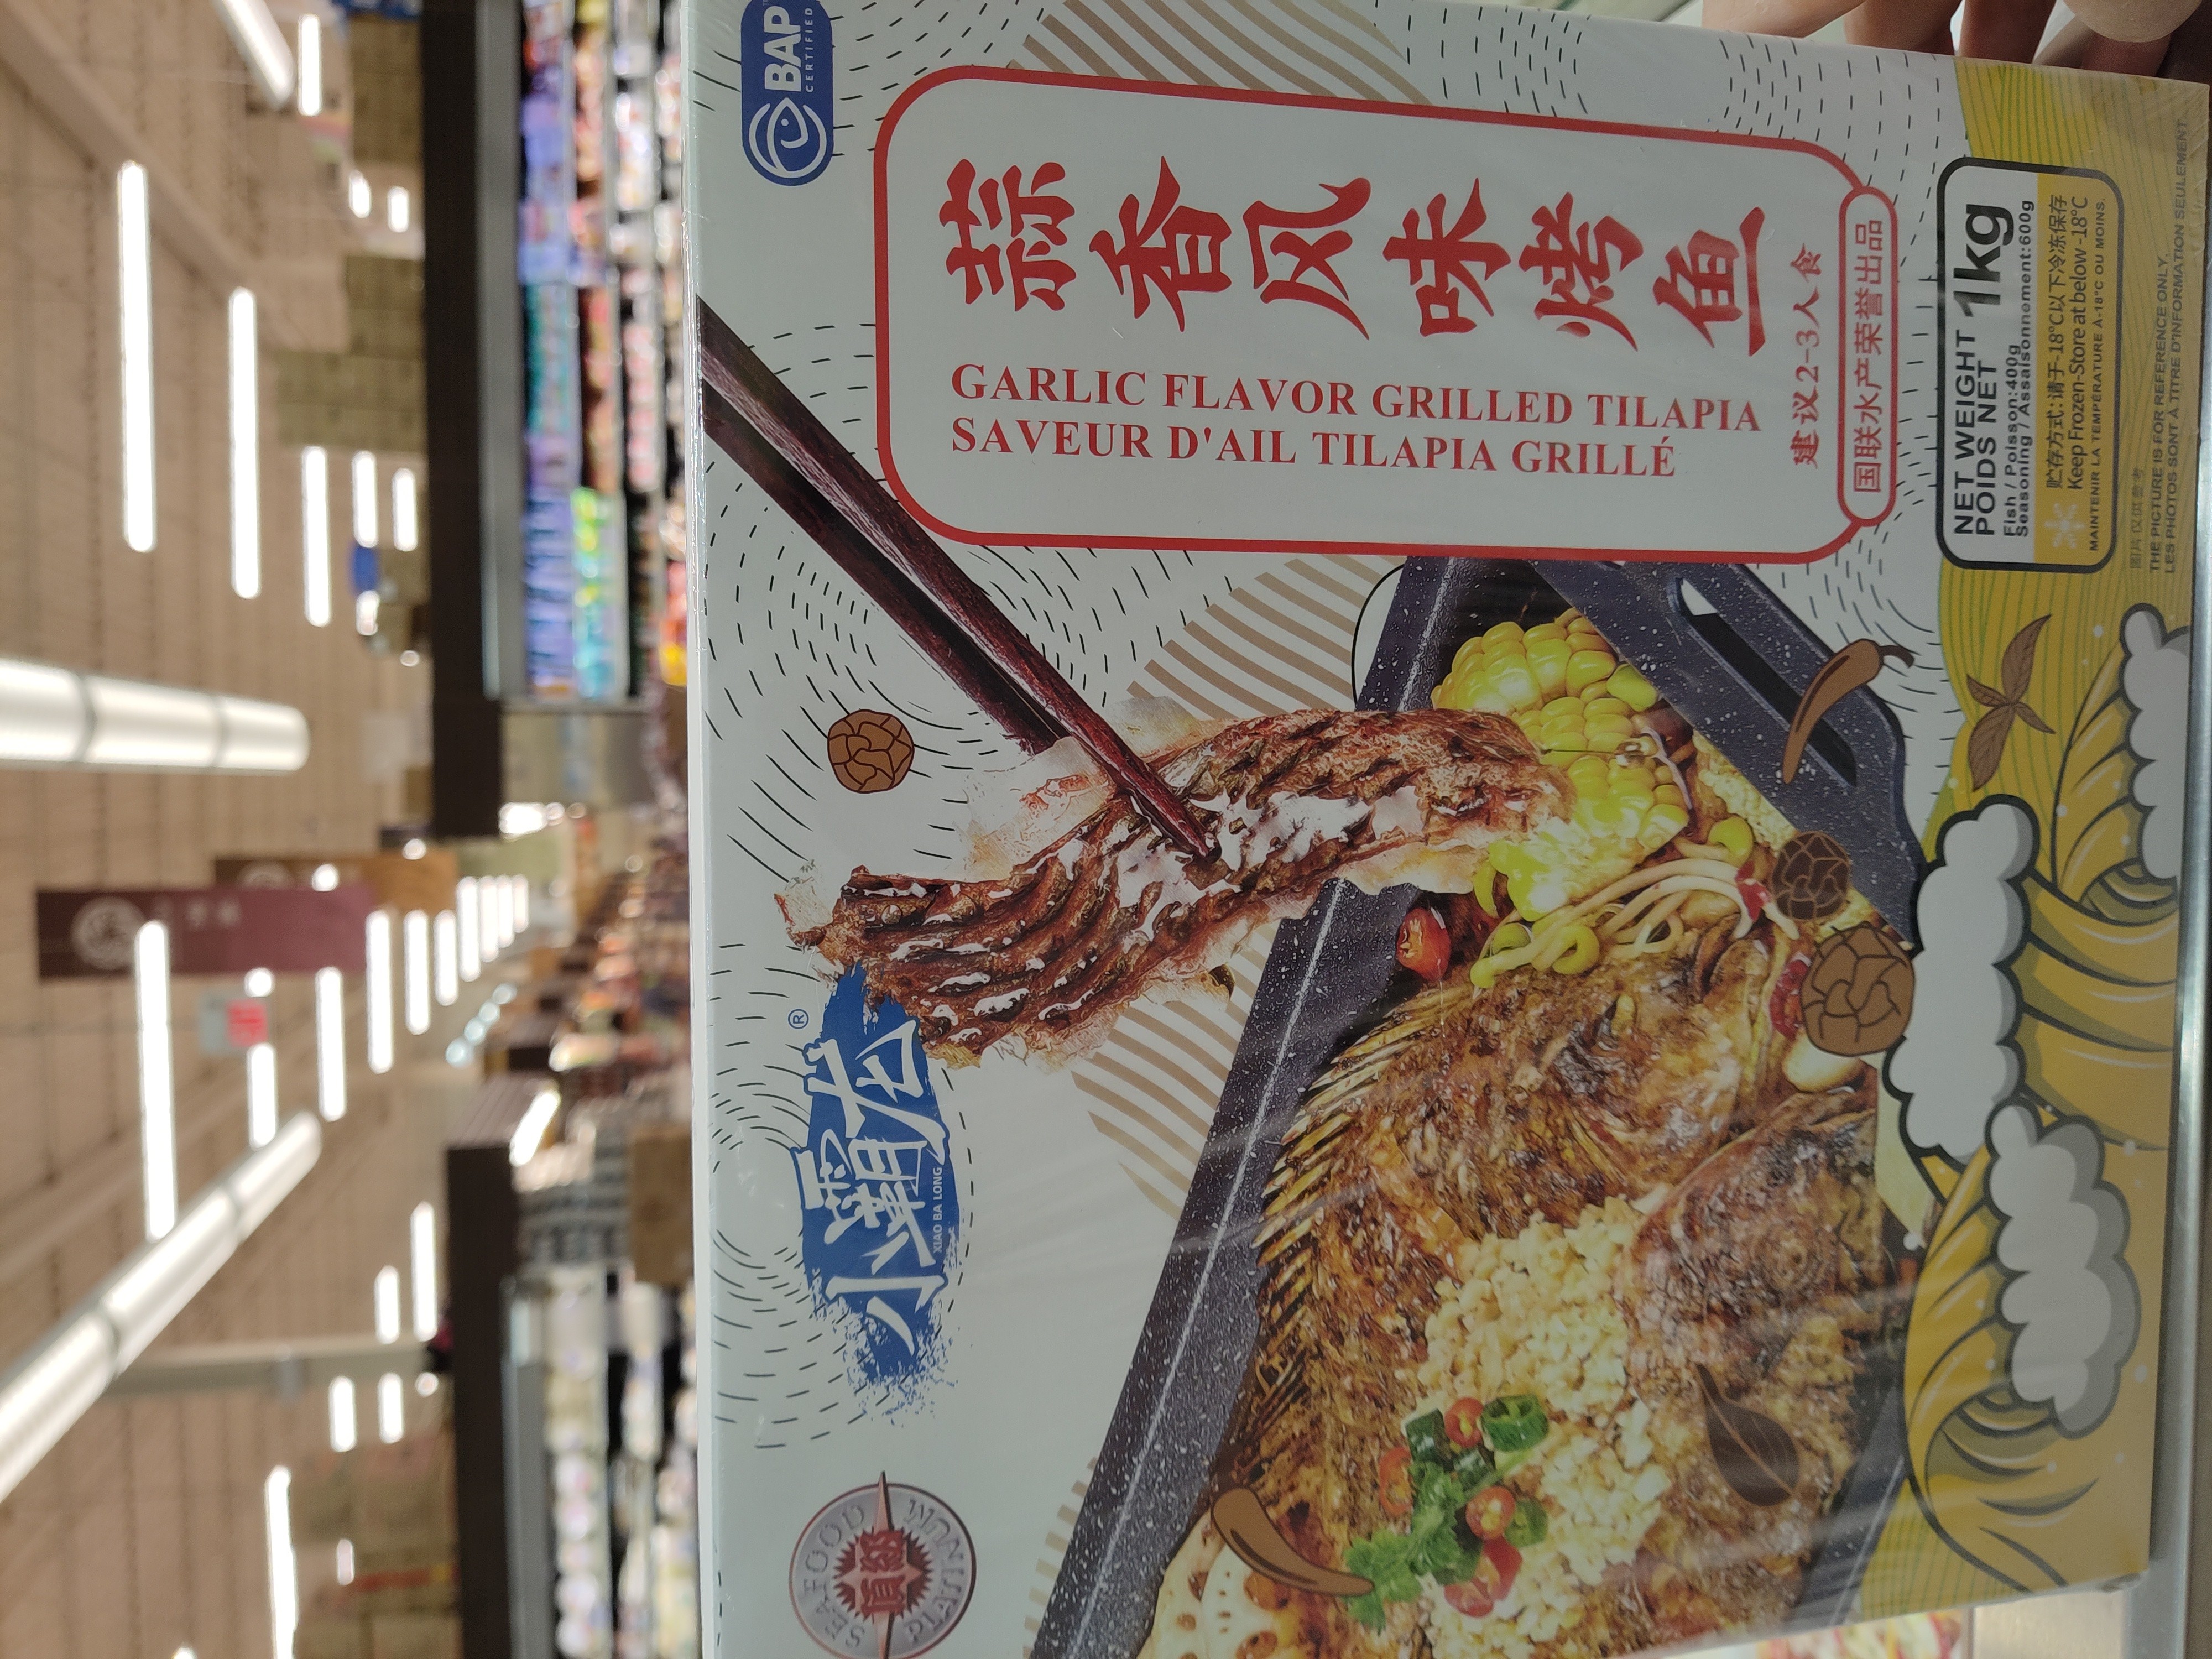 SEAFOOD
顶级
PLATINUM
小霸龙®
XIAO BA LONG
BAP
CERTIFIED
蒜香风味烤鱼
GARLIC FLAVOR GRILLED TILAPIA
SAVEUR D'AIL TILAPIA GRILLÉ
建议2-3人食
国联水产荣誉出品
NET WEIGHT 1kg
POIDS NET
Fish / Poisson:400g
Seasoning / Assaisonnement:600g
贮存方式:请于-18°C以下冷冻保存
Keep Frozen-Store at below -18°C
MAINTENIR LA TEMPÉRATURE À-18°C OU MOINS.
图片仅供参考
THE PICTURE IS FOR REFERENCE ONLY.
LES PHOTOS SONT À TITRE D'INFORMATION SEULEMENT.